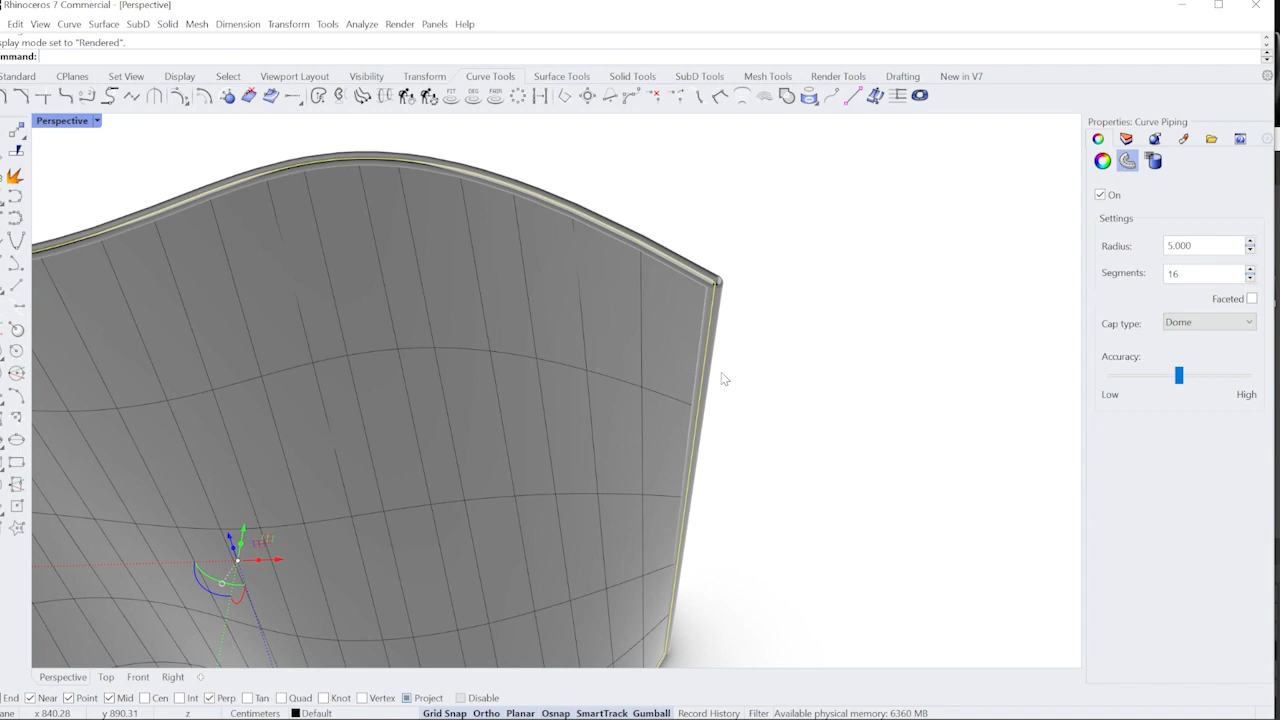 Rhinoceros 7 Commercial - [Perspective]
Edit View Curve Surface SubD Solid Mesh Dimension Transform Tools Analyze Render Panels Help
splay mode set to "Rendered".
mmand:
Standard CPlanes Set View Display Select Viewport Layout Visibility Transform Curve Tools Surface Tools Solid Tools SubD Tools Mesh Tools Render Tools Drafting New in V7
FIT DEG FAIR
Perspective
Properties: Curve Piping
On
Settings
Radius: 5.000
Segments: 16
Faceted
Cap type: Dome
Accuracy:
Low High
Perspective Top Front Right
End Near Point Mid Cen Int Perp Tan Quad Knot Vertex Project Disable
ane x 840.28 y 890.31 z Centimeters Default Grid Snap Ortho Planar Osnap SmartTrack Gumball Record History Filter Available physical memory: 6360 MB